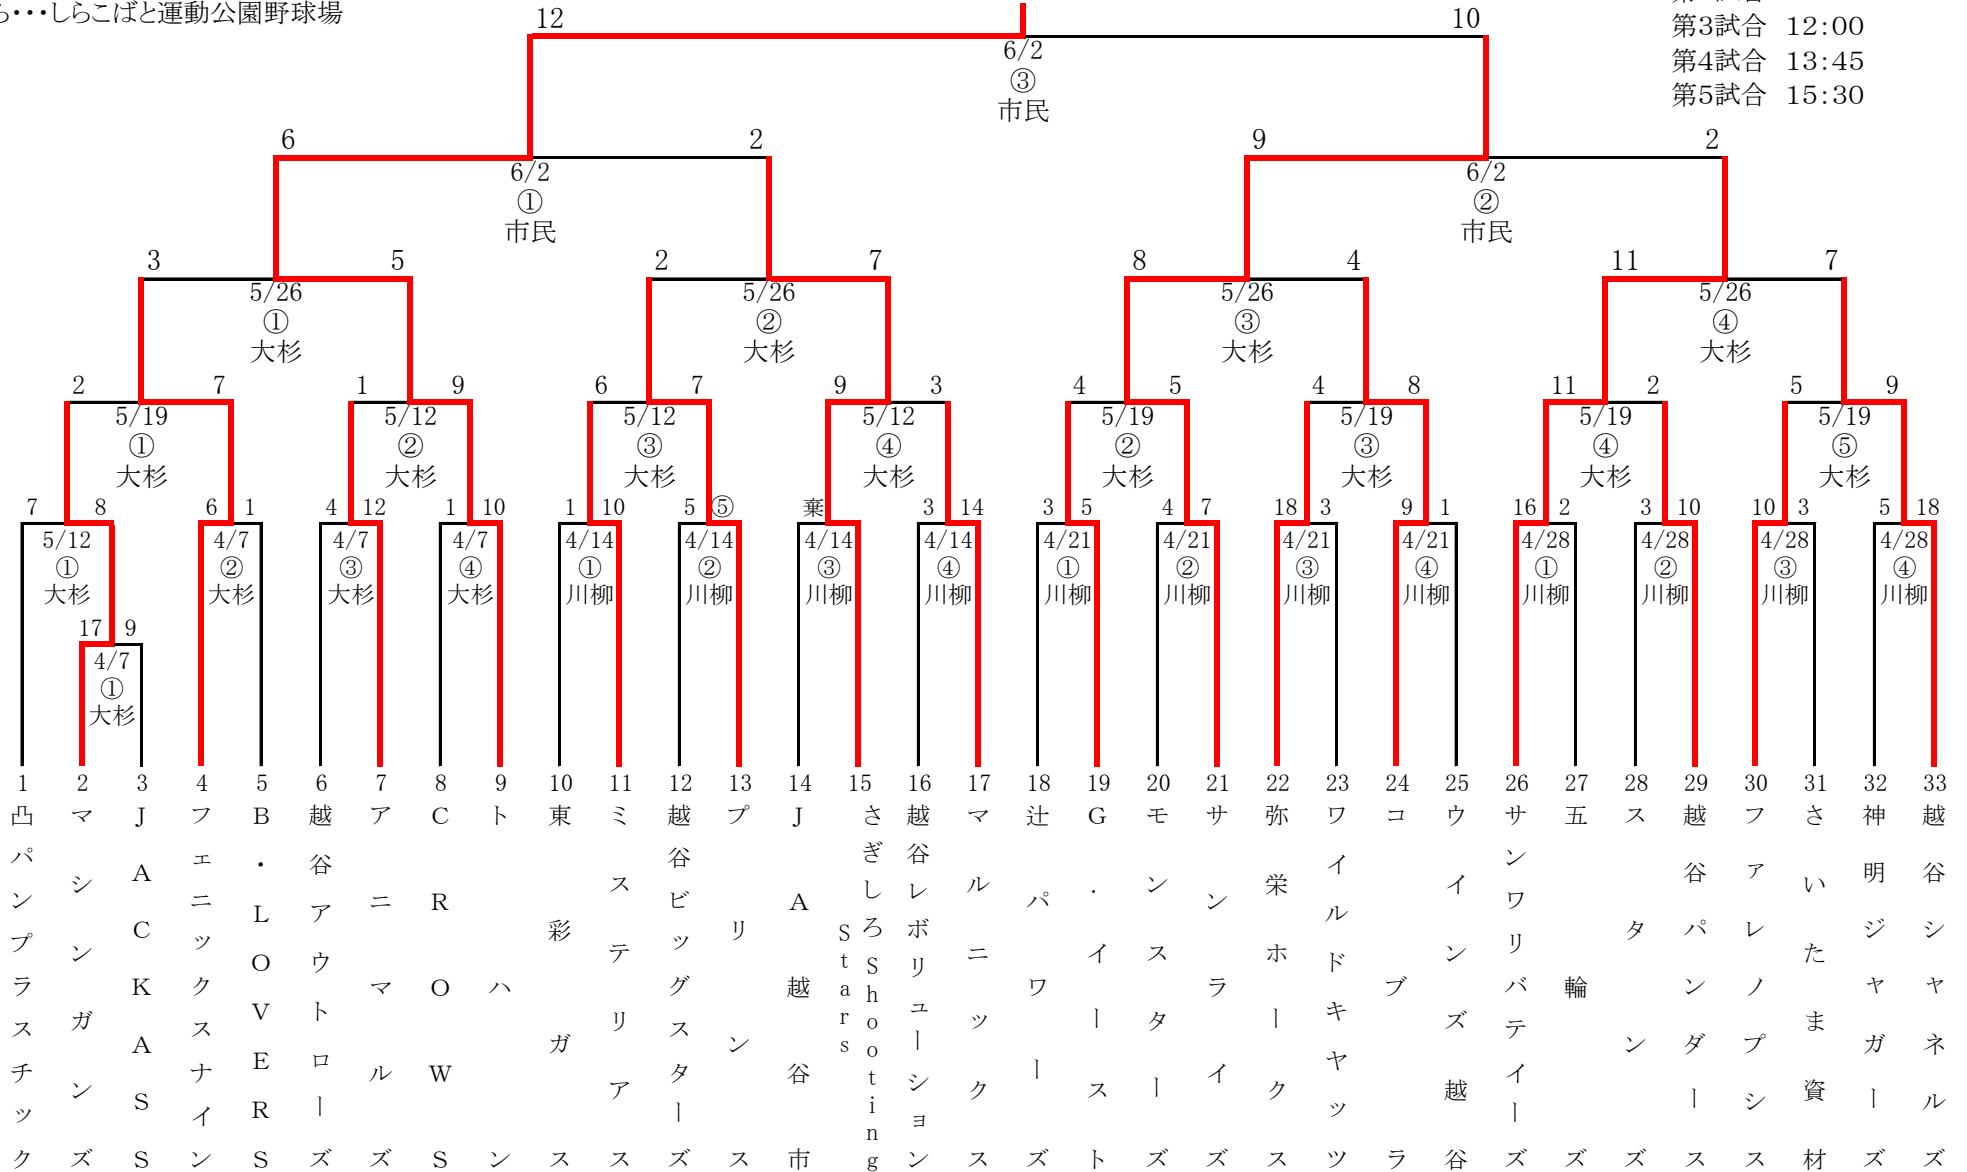 ・・・しらこばと運動公園野球場
第3試合 12:00
第4試合 13:45
第5試合 15:30
12 10
6/2
③
市民
6 2 9 2
6/2 6/2
① ②
市民 市民
3 5 2 7 8 4 11 7
5/26 5/26 5/26 5/26
① ② ③ ④
大杉 大杉 大杉 大杉
2 7 1 9 6 7 9 3 4 5 4 8 11 2 5 9
5/19 5/12 5/12 5/12 5/19 5/19 5/19 5/19
① ② ③ ④ ② ③ ④ ⑤
大杉 大杉 大杉 大杉 大杉 大杉 大杉 大杉
7 8 6 1 4 12 1 10 1 10 5 ⑤ 棄 3 14 3 5 4 7 18 3 9 1 16 2 3 10 10 3 5 18
5/12 4/7 4/7 4/7 4/14 4/14 4/14 4/14 4/21 4/21 4/21 4/21 4/28 4/28 4/28 4/28
① ② ③ ④ ① ② ③ ④ ① ② ③ ④ ① ② ③ ④
大杉 大杉 大杉 大杉 川柳 川柳 川柳 川柳 川柳 川柳 川柳 川柳 川柳 川柳 川柳 川柳
17 9
4/7
①
大杉
1 凸パンプラスチック
2 マシンガンズ
3 JACKASS
4 フェニックスナイン
5 B・LOVERS
6 越谷アウトローズ
7 アニマルズ
8 CROWS
9 トハン
10 東彩ガス
11 ミステリアス
12 越谷ビッグスターズ
13 プリンス
14 JA越谷市
15 さぎしろShooting Stars
16 越谷レボリューション
17 マルニックス
18 辻パワーズ
19 G.イースト
20 モンスターズ
21 サンライズ
22 弥栄ホークス
23 ワイルドキャッツ
24 コブラ
25 ウインズ越谷
26 サンワリバテイーズ
27 五輪ズ
28 スタンズ
29 越谷パンダース
30 ファレノプシス
31 さいたま資材
32 神明ジャガーズ
33 越谷シャネルズ